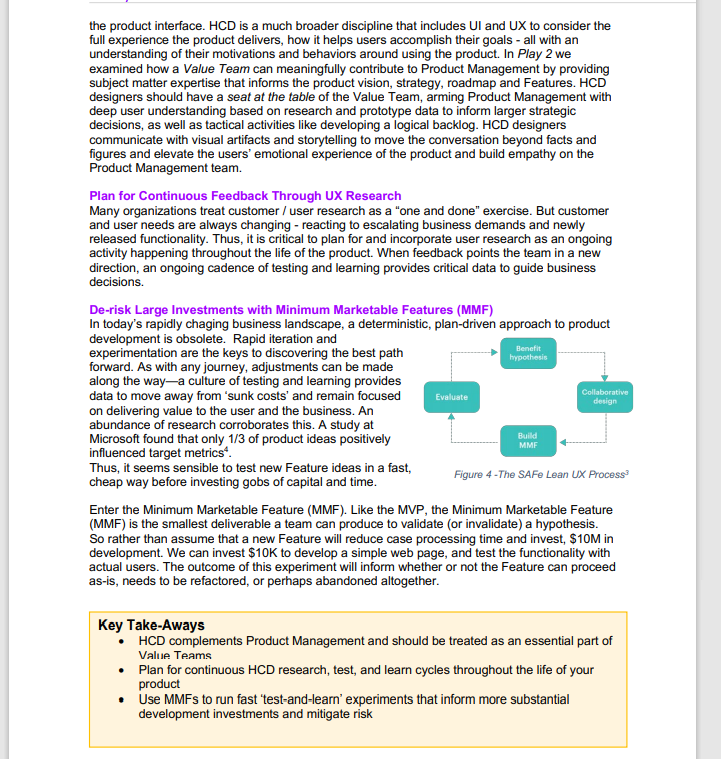 the product interface. HCD is a much broader discipline that includes UI and UX to consider the
full experience the product delivers, how it helps users accomplish their goals - all with an
understanding of their motivations and behaviors around using the product. In Play 2 we
examined how a Value Team can meaningfully contribute to Product Management by providing
subject matter expertise that informs the product vision, strategy, roadmap and Features. HCD
designers should have a seat at the table of the Value Team, arming Product Management with
deep user understanding based on research and prototype data to inform larger strategic
decisions, as well as tactical activities like developing a logical backlog. HCD designers
communicate with visual artifacts and storytelling to move the conversation beyond facts and
figures and elevate the users' emotional experience of the product and build empathy on the
Product Management team.
Plan for Continuous Feedback Through UX Research
Many organizations treat customer / user research as a “one and done” exercise. But customer
and user needs are always changing - reacting to escalating business demands and newly
released functionality. Thus, it is critical to plan for and incorporate user research as an ongoing
activity happening throughout the life of the product. When feedback points the team in a new
direction, an ongoing cadence of testing and learning provides critical data to guide business
decisions.
De-risk Large Investments with Minimum Marketable Features (MMF)
In today's rapidly chaging business landscape, a deterministic, plan-driven approach to product
development is obsolete.  Rapid iteration and
experimentation are the keys to discovering the best path
forward. As with any journey, adjustments can be made
along the way—a culture of testing and learning provides
data to move away from ‘sunk costs’ and remain focused
on delivering value to the user and the business. An
abundance of research corroborates this. A study at
Microsoft found that only 1/3 of product ideas positively
influenced target metrics⁴.
Thus, it seems sensible to test new Feature ideas in a fast,
cheap way before investing gobs of capital and time.
Benefit
hypothesis
Collaborative
design
Build
MMF
Evaluate
Figure 4 -The SAFe Lean UX Process³
Enter the Minimum Marketable Feature (MMF). Like the MVP, the Minimum Marketable Feature
(MMF) is the smallest deliverable a team can produce to validate (or invalidate) a hypothesis.
So rather than assume that a new Feature will reduce case processing time and invest, $10M in
development. We can invest $10K to develop a simple web page, and test the functionality with
actual users. The outcome of this experiment will inform whether or not the Feature can proceed
as-is, needs to be refactored, or perhaps abandoned altogether.
Key Take-Aways
• HCD complements Product Management and should be treated as an essential part of
Value Teams
• Plan for continuous HCD research, test, and learn cycles throughout the life of your
product
• Use MMFs to run fast ‘test-and-learn’ experiments that inform more substantial
development investments and mitigate risk